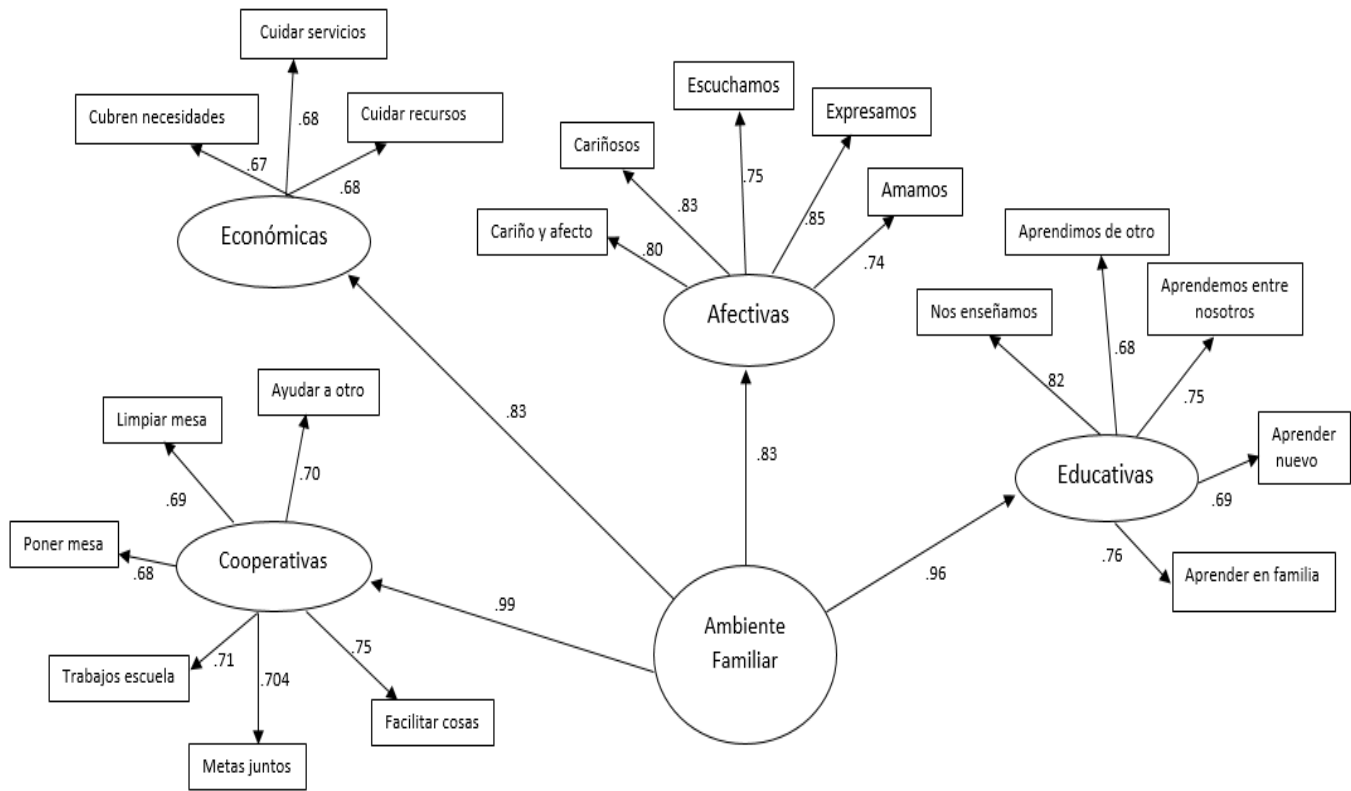 Cuidar servicios
Cubren necesidades
.68
Cuidar recursos
.67
.68
Económicas
Escuchamos
Expresamos
Cariñosos
.75
Amamos
.83
.85
Cariño y afecto
.80
.74
Afectivas
Aprendimos de otro
Aprendemos entre
nosotros
Nos enseñamos
.68
.82
.75
Aprender
nuevo
Educativas
.69
.76
Aprender en familia
Ayudar a otro
Limpiar mesa
.70
.69
Poner mesa
.68
Cooperativas
.71
.75
.704
Trabajos escuela
Facilitar cosas
Metas juntos
.83
.83
.96
.99
Ambiente
Familiar